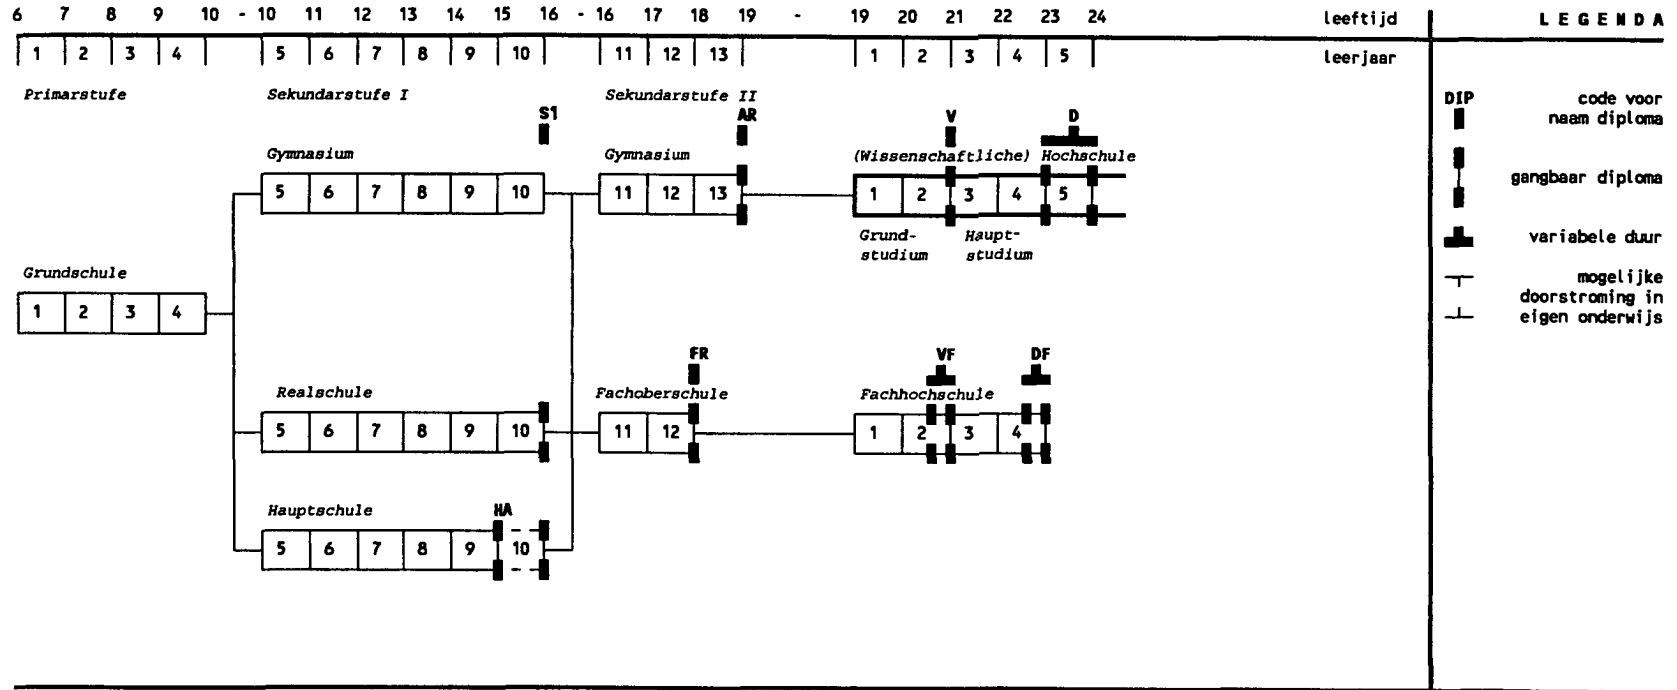 6 7 8 9 10 - 10 11 12 13 14 15 16 - 16 17 18 19 - 19 20 21 22 23 24 leeftijd
1 2 3 4 5 6 7 8 9 10 11 12 13 1 2 3 4 5 leerjaar
Primarstufe Sekundarstufe I Sekundarstufe II
S1 AR V D
Gymnasium Gymnasium (Wissenschaftliche) Hochschule
5 6 7 8 9 10 11 12 13 1 2 3 4 5
Grund- Haupt-
studium studium
Grundschule
1 2 3 4
FR VF DF
Realschule Fachoberschule Fachhochschule
5 6 7 8 9 10 11 12 1 2 3 4
Hauptschule HA
5 6 7 8 9 10
LEGENDA
DIP code voor
naam diploma
gangbaar diploma
variabele duur
mogelijke
doorstroming in
eigen onderwijs